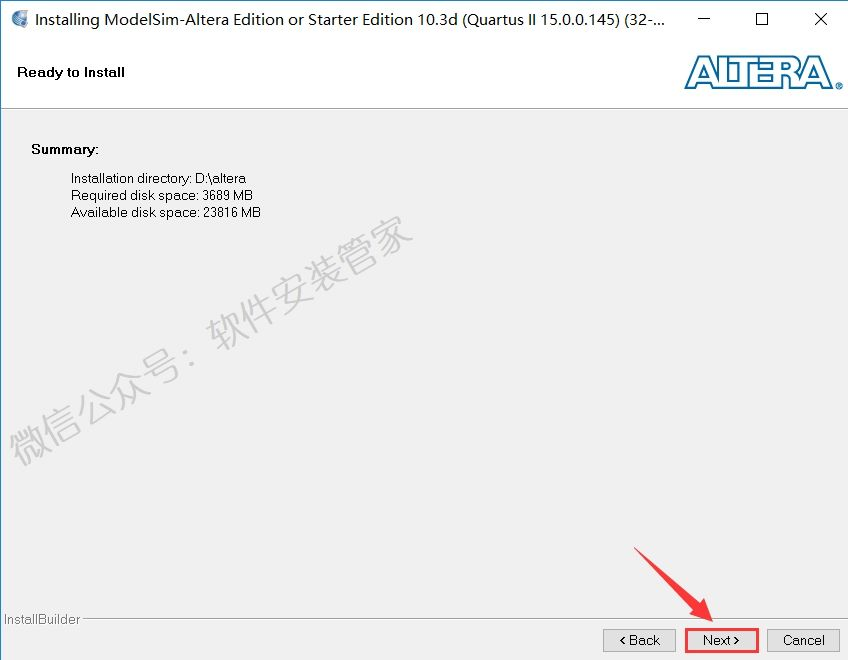 Installing ModelSim-Altera Edition or Starter Edition 10.3d (Quartus II 15.0.0.145) (32-...
Ready to Install
ALTERA®
Summary:
Installation directory: D:\altera
Required disk space: 3689 MB
Available disk space: 23816 MB
微信公众号：软件安装管家
InstallBuilder
< Back
Next >
Cancel